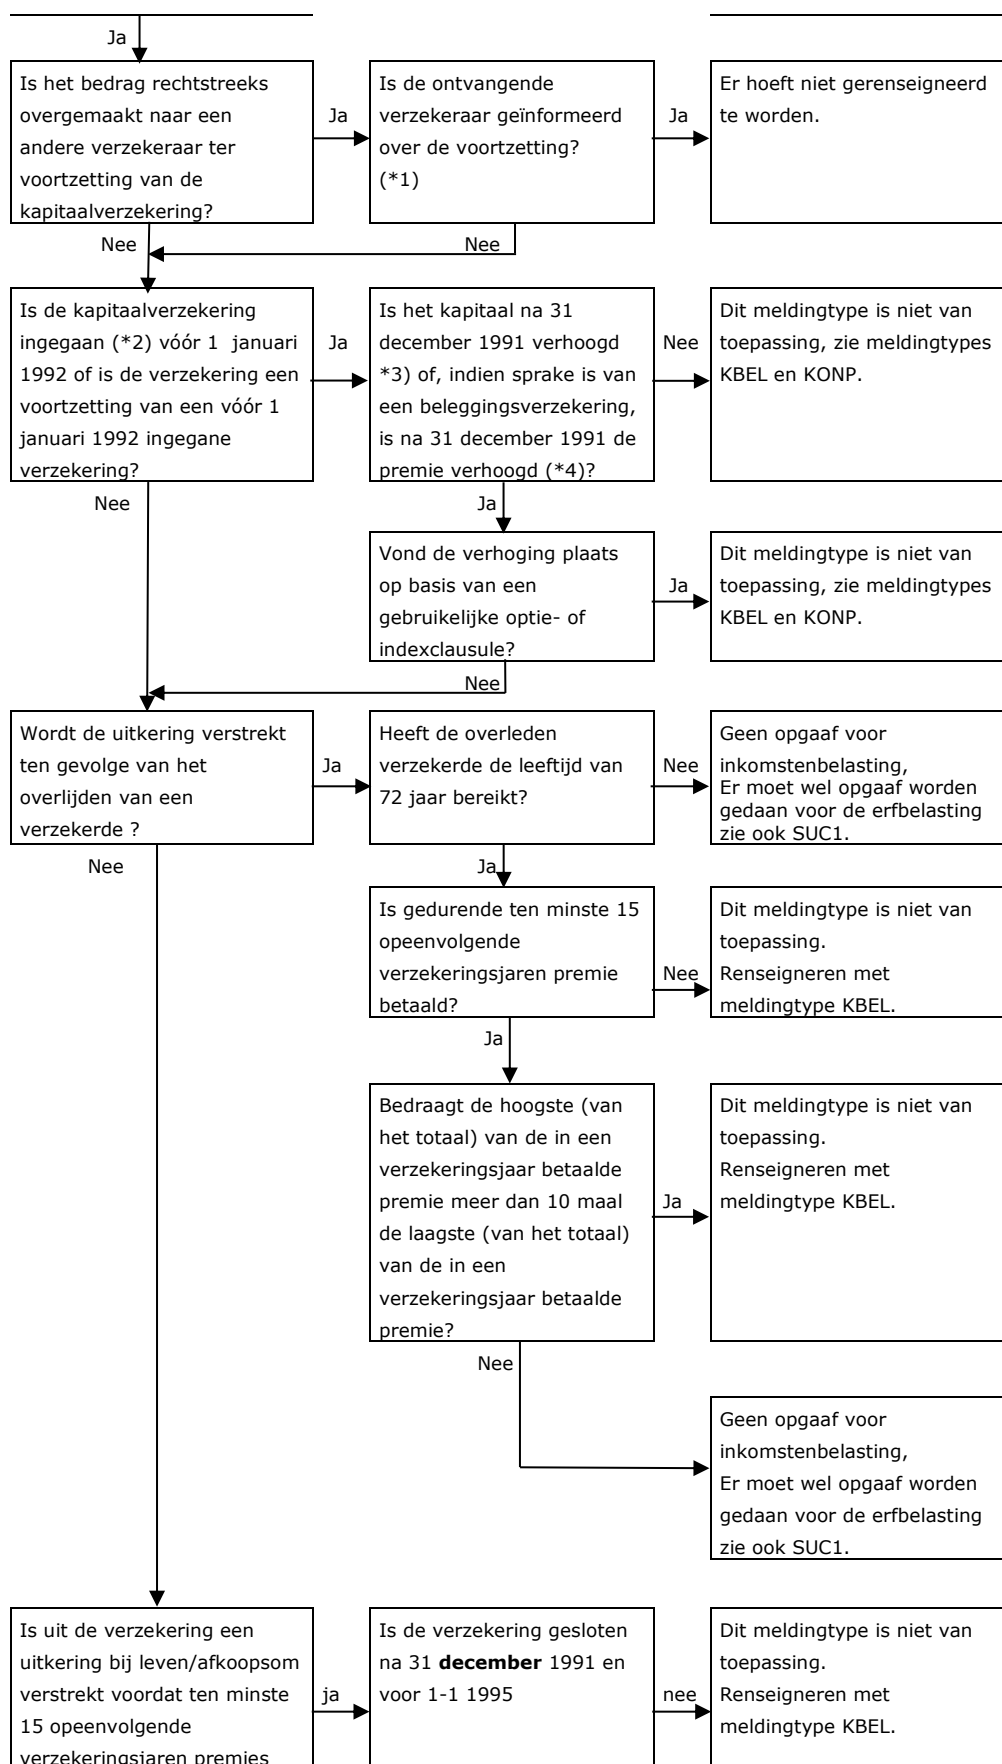 Ja
Is het bedrag rechtstreeks
overgemaakt naar een
andere verzekeraar ter
voortzetting van de
kapitaalverzekering?
Ja
Is de ontvangende
verzekeraar geïnformeerd
over de voortzetting?
(*1)
Ja
Er hoeft niet gerenseigneerd
te worden.
Nee
Nee
Is de kapitaalverzekering
ingegaan (*2) vóór 1 januari
1992 of is de verzekering een
voortzetting van een vóór 1
januari 1992 ingegane
verzekering?
Ja
Is het kapitaal na 31
december 1991 verhoogd
*3) of, indien sprake is van
een beleggingsverzekering,
is na 31 december 1991 de
premie verhoogd (*4)?
Nee
Dit meldingtype is niet van
toepassing, zie meldingtypes
KBEL en KONP.
Nee
Ja
Vond de verhoging plaats
op basis van een
gebruikelijke optie- of
indexclausule?
Ja
Dit meldingtype is niet van
toepassing, zie meldingtypes
KBEL en KONP.
Nee
Wordt de uitkering verstrekt
ten gevolge van het
overlijden van een
verzekerde ?
Ja
Heeft de overleden
verzekerde de leeftijd van
72 jaar bereikt?
Nee
Geen opgaaf voor
inkomstenbelasting,
Er moet wel opgaaf worden
gedaan voor de erfbelasting
zie ook SUC1.
Nee
Ja
Is gedurende ten minste 15
opeenvolgende
verzekeringsjaren premie
betaald?
Nee
Dit meldingtype is niet van
toepassing.
Renseigneren met
meldingtype KBEL.
Ja
Bedraagt de hoogste (van
het totaal) van de in een
verzekeringsjaar betaalde
premie meer dan 10 maal
de laagste (van het totaal)
van de in een
verzekeringsjaar betaalde
premie?
Ja
Dit meldingtype is niet van
toepassing.
Renseigneren met
meldingtype KBEL.
Nee
Geen opgaaf voor
inkomstenbelasting,
Er moet wel opgaaf worden
gedaan voor de erfbelasting
zie ook SUC1.
Is uit de verzekering een
uitkering bij leven/afkoopsom
verstrekt voordat ten minste
15 opeenvolgende
verzekeringsjaren premies
ja
Is de verzekering gesloten
na 31 december 1991 en
voor 1-1 1995
nee
Dit meldingtype is niet van
toepassing.
Renseigneren met
meldingtype KBEL.